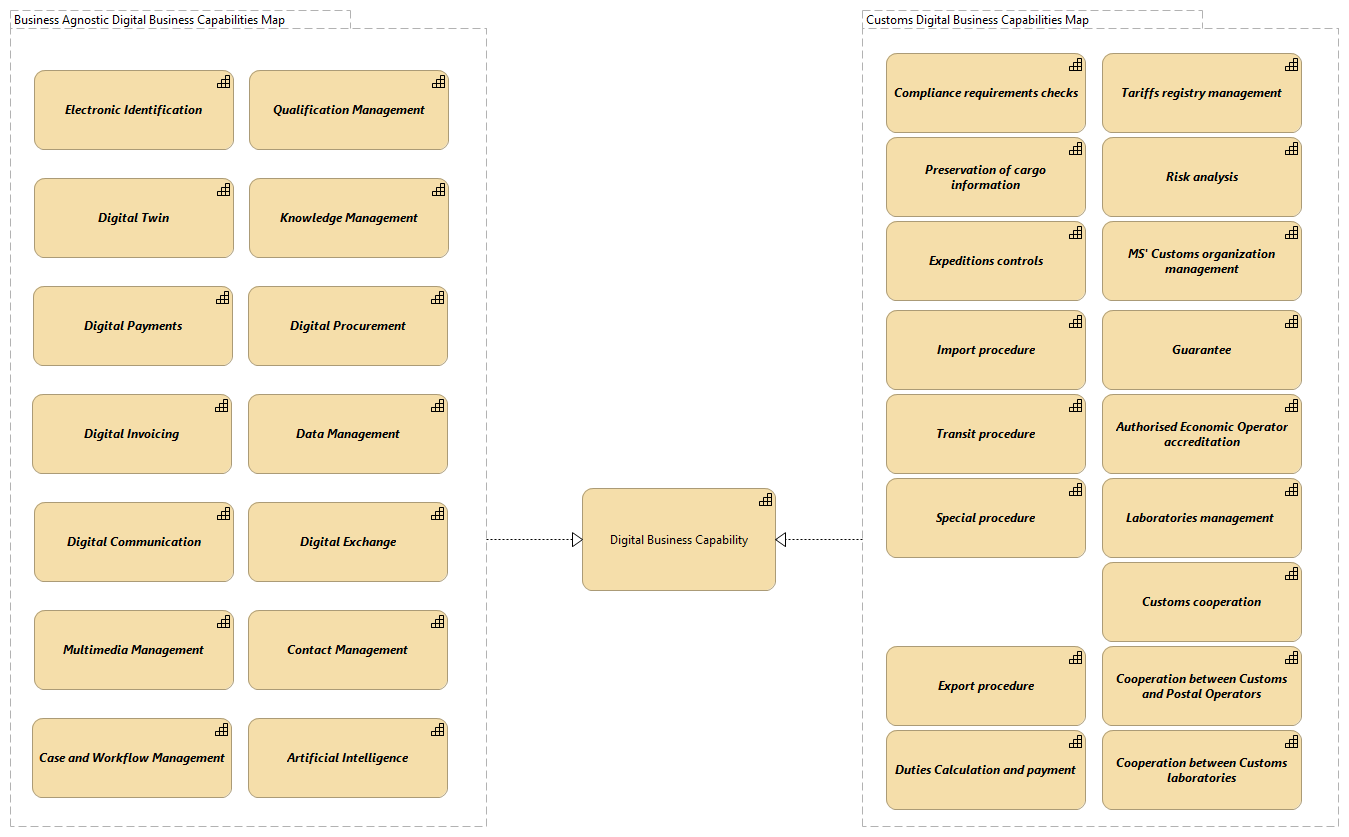 Business Agnostic Digital Business Capabilities Map
Electronic Identification
Qualification Management
Digital Twin
Knowledge Management
Digital Payments
Digital Procurement
Digital Invoicing
Data Management
Digital Communication
Digital Exchange
Multimedia Management
Contact Management
Case and Workflow Management
Artificial Intelligence
Digital Business Capability
Customs Digital Business Capabilities Map
Compliance requirements checks
Tariffs registry management
Preservation of cargo
information
Risk analysis
Expeditions controls
MS' Customs organization
management
Import procedure
Guarantee
Transit procedure
Authorised Economic Operator
accreditation
Special procedure
Laboratories management
Customs cooperation
Export procedure
Cooperation between Customs
and Postal Operators
Duties Calculation and payment
Cooperation between Customs
laboratories